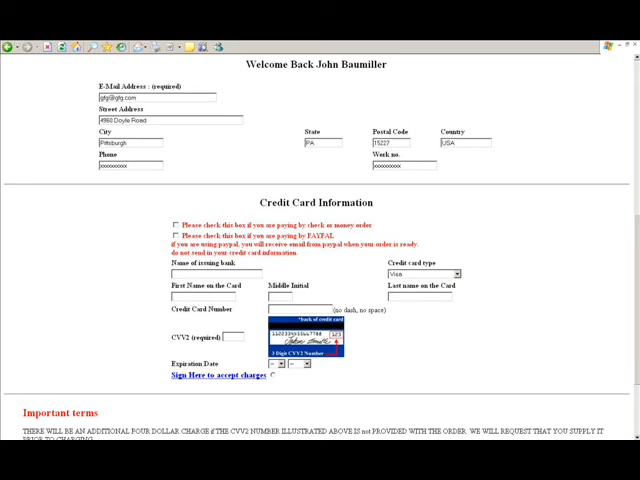 Welcome Back John Baumiller
E-Mail Address : (required)
gtg@gtg.com
Street Address
4960 Doyle Road
City State Postal Code Country
Pittsburgh PA 15227 USA
Phone Work no.
xxxxxxxxxx xxxxxxxxxx
Credit Card Information
Please check this box if you are paying by check or money order
Please check this box if you are paying by PAYPAL
if you are using paypal, you will receive email from paypal when your order is ready.
do not send in your credit card information.
Name of issuing bank Credit card type
Visa
First Name on the Card Middle Initial Last name on the Card
Credit Card Number (no dash, no space)
*back of credit card
123
CVV2 (required)
3-Digit CVV2 Number
Expiration Date -- --
Sign Here to accept charges
Important terms
THERE WILL BE AN ADDITIONAL FOUR DOLLAR CHARGE if THE CVV2 NUMBER ILLUSTRATED ABOVE IS not PROVIDED WITH THE ORDER, WE WILL REQUEST THAT YOU SUPPLY IT
PRIOR TO CHARGING